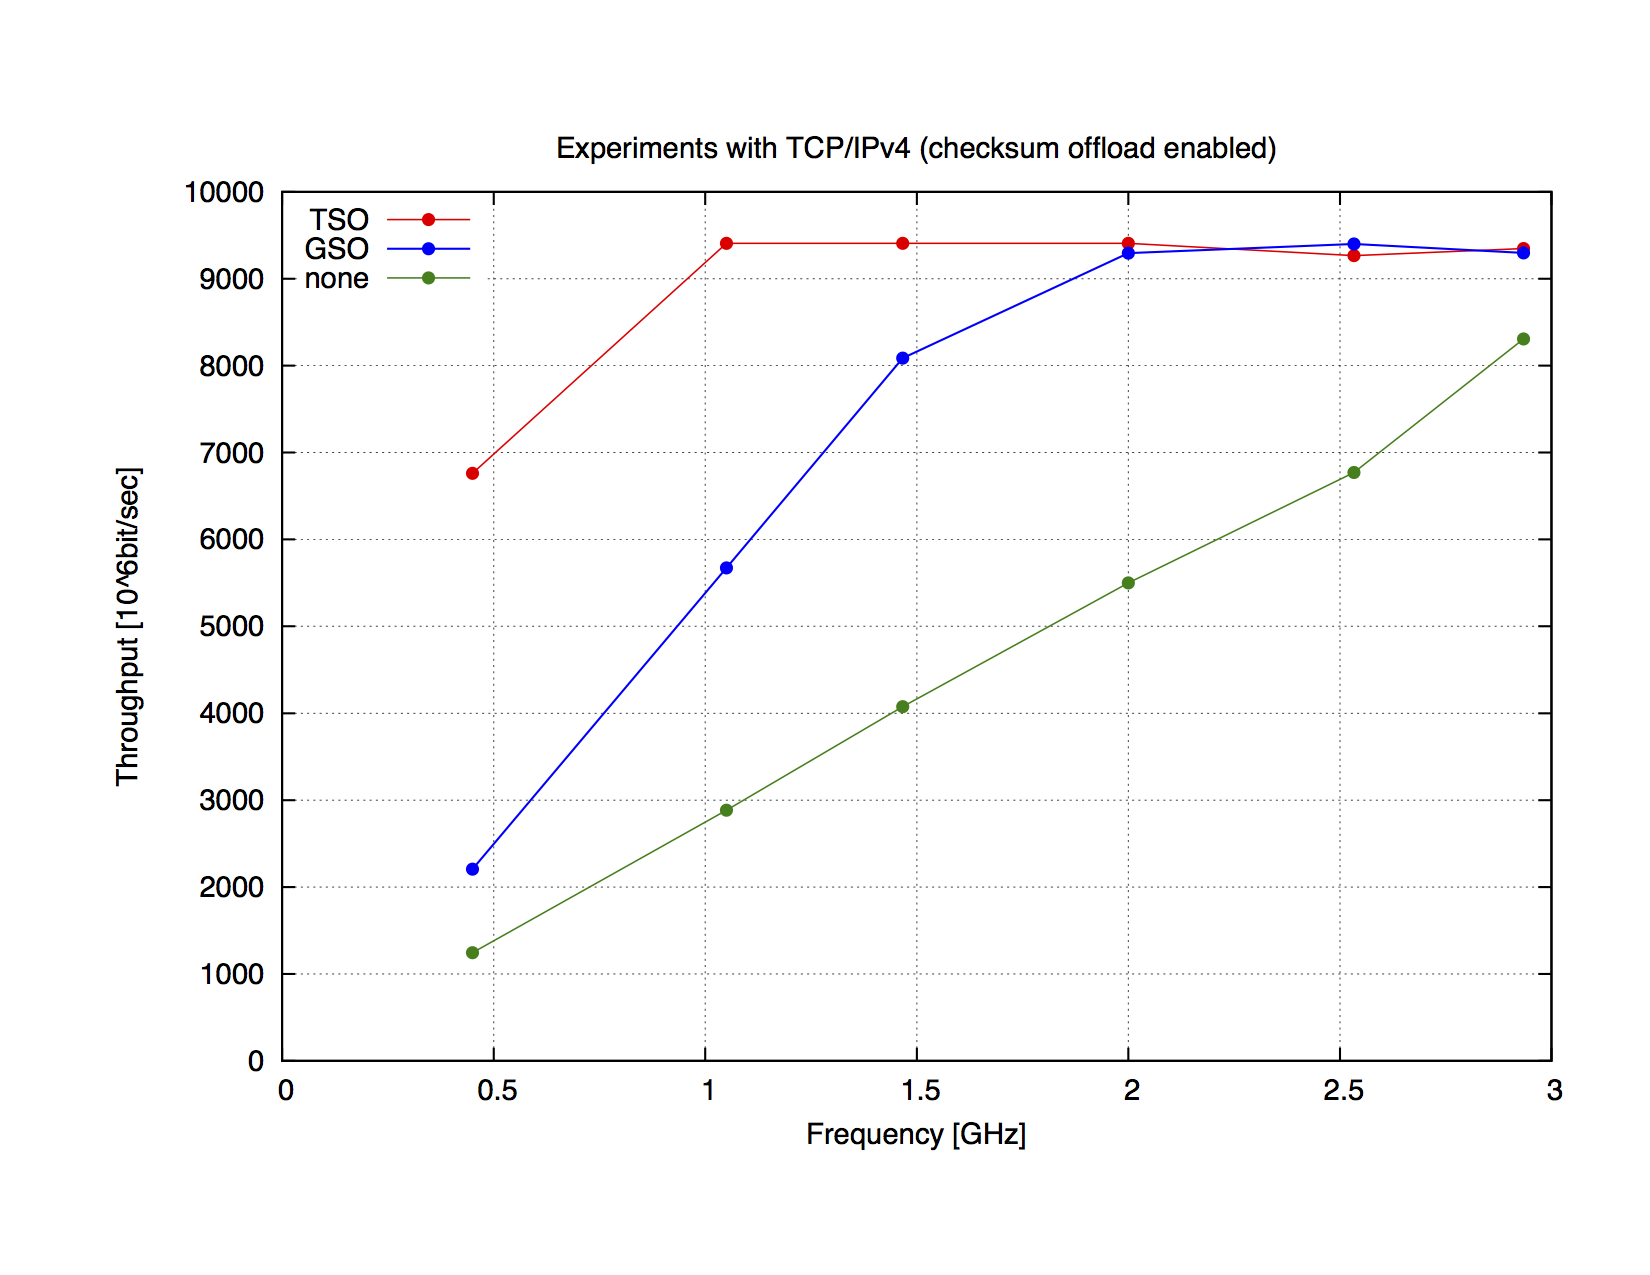 Experiments with TCP/IPv4 (checksum offload enabled)
10000
9000
8000
7000
6000
5000
4000
3000
2000
1000
0
TSO
GSO
none
Throughput [10^6bit/sec]
0 0.5 1 1.5 2 2.5 3
Frequency [GHz]